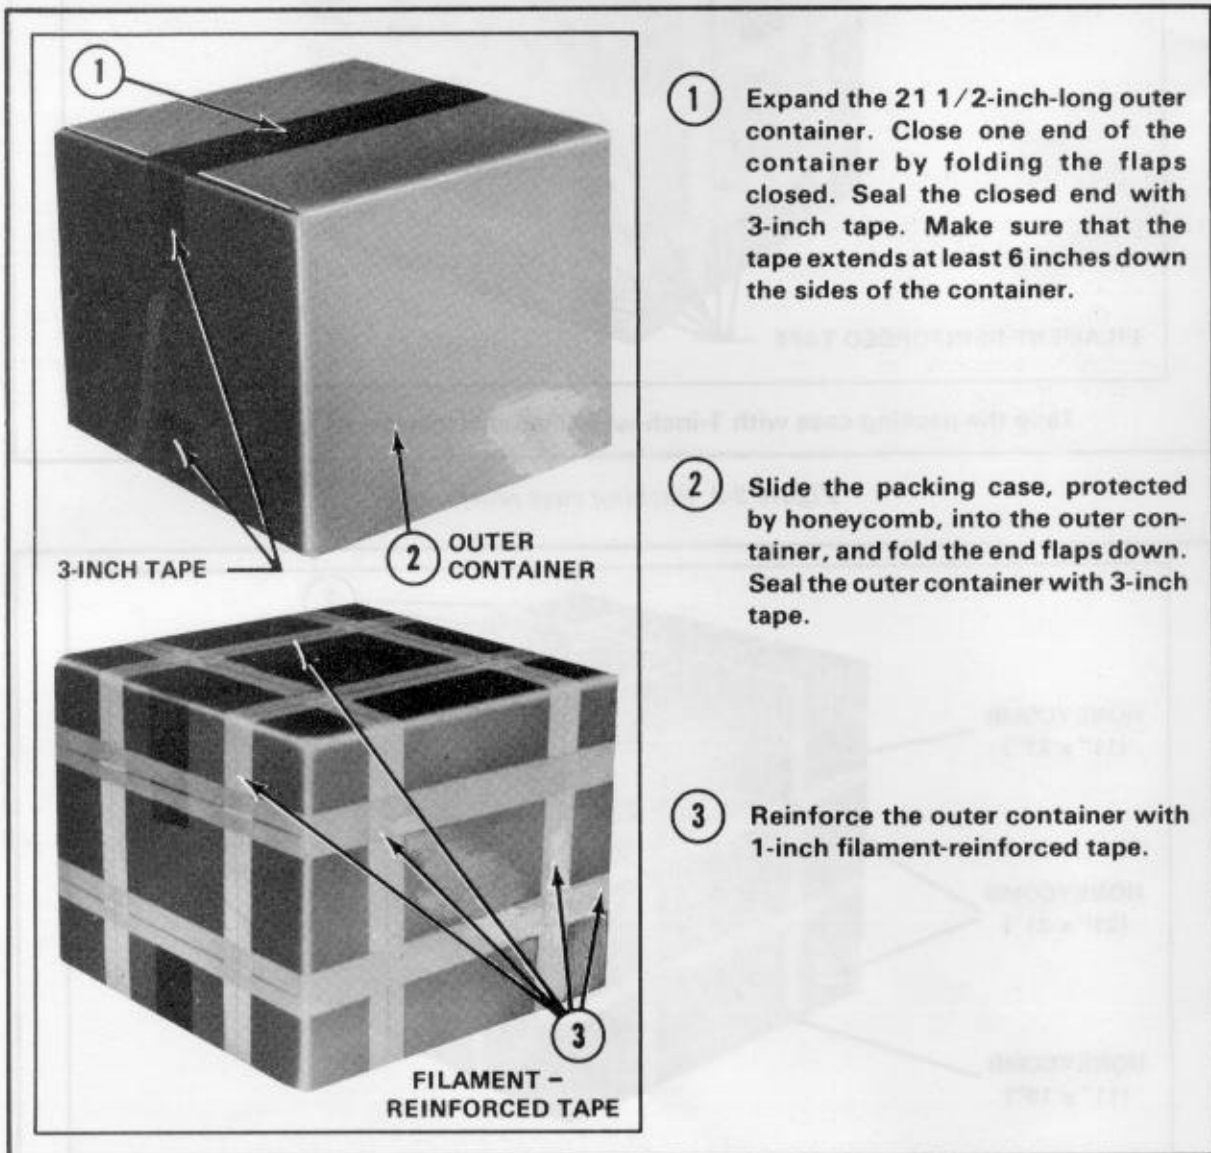 1
3-INCH TAPE
2
OUTER
CONTAINER
3
FILAMENT –
REINFORCED TAPE
1 Expand the 21 1/2-inch-long outer
container. Close one end of the
container by folding the flaps
closed. Seal the closed end with
3-inch tape. Make sure that the
tape extends at least 6 inches down
the sides of the container.
2 Slide the packing case, protected
by honeycomb, into the outer con-
tainer, and fold the end flaps down.
Seal the outer container with 3-inch
tape.
3 Reinforce the outer container with
1-inch filament-reinforced tape.